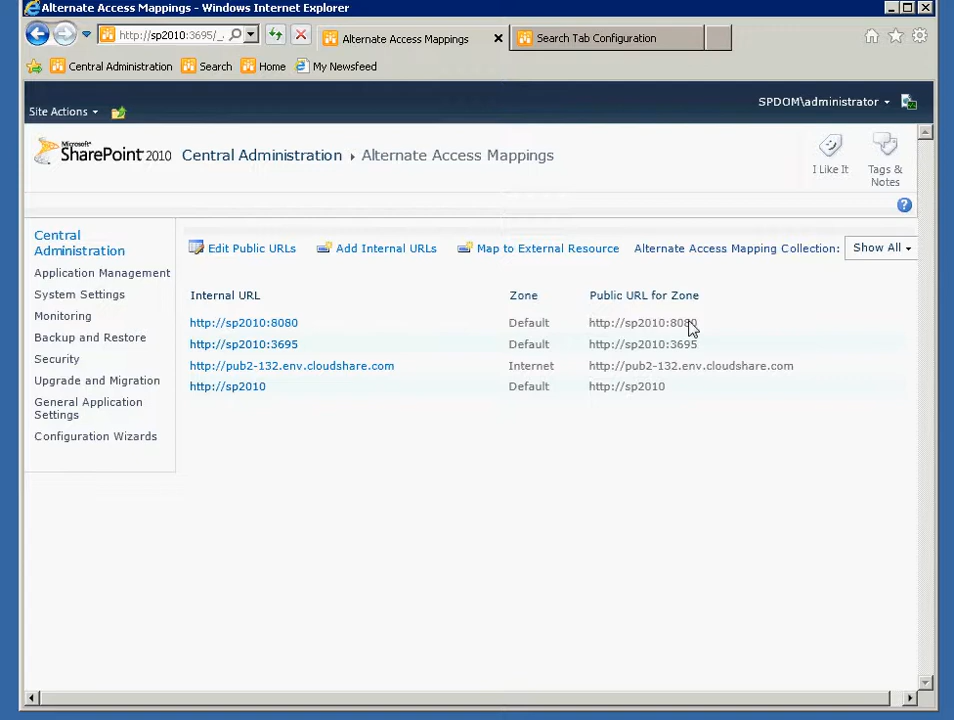 Alternate Access Mappings - Windows Internet Explorer
http://sp2010:3695/_
Alternate Access Mappings
Search Tab Configuration
Central Administration
Search
Home
My Newsfeed
Site Actions
SPDOM\administrator
Microsoft
SharePoint 2010
Central Administration
Alternate Access Mappings
I Like It
Tags &
Notes
Central
Administration
Application Management
System Settings
Monitoring
Backup and Restore
Security
Upgrade and Migration
General Application
Settings
Configuration Wizards
Edit Public URLs
Add Internal URLs
Map to External Resource
Alternate Access Mapping Collection:
Show All
Internal URL Zone Public URL for Zone
http://sp2010:8080 Default http://sp2010:8080
http://sp2010:3695 Default http://sp2010:3695
http://pub2-132.env.cloudshare.com Internet http://pub2-132.env.cloudshare.com
http://sp2010 Default http://sp2010